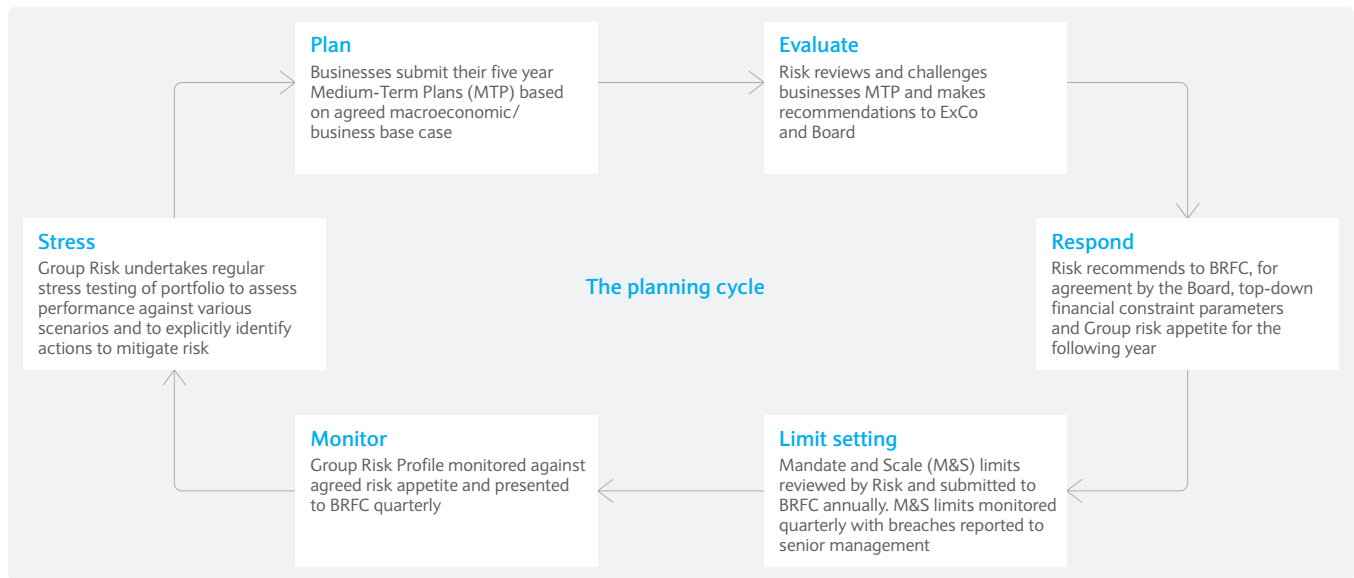 Plan
Businesses submit their five year
Medium-Term Plans (MTP) based
on agreed macroeconomic/
business base case
Evaluate
Risk reviews and challenges
businesses MTP and makes
recommendations to ExCo
and Board
Stress
Group Risk undertakes regular
stress testing of portfolio to assess
performance against various
scenarios and to explicitly identify
actions to mitigate risk
The planning cycle
Respond
Risk recommends to BRFC, for
agreement by the Board, top-down
financial constraint parameters
and Group risk appetite for the
following year
Monitor
Group Risk Profile monitored against
agreed risk appetite and presented
to BRFC quarterly
Limit setting
Mandate and Scale (M&S) limits
reviewed by Risk and submitted to
BRFC annually. M&S limits monitored
quarterly with breaches reported to
senior management